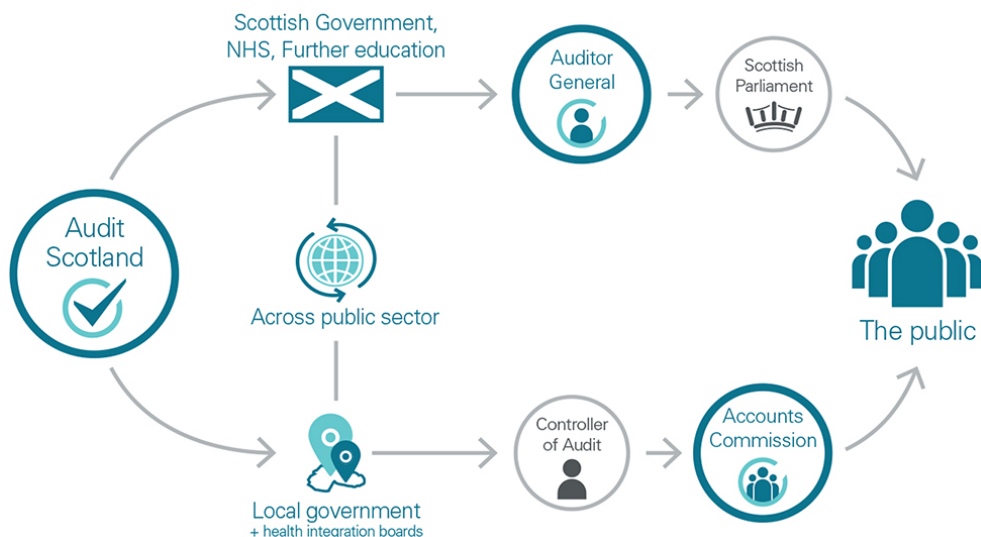 Scottish Government,
NHS, Further education
Auditor
General
Scottish
Parliament
Audit
Scotland
Across public sector
The public
Local government
+ health integration boards
Controller
of Audit
Accounts
Commission